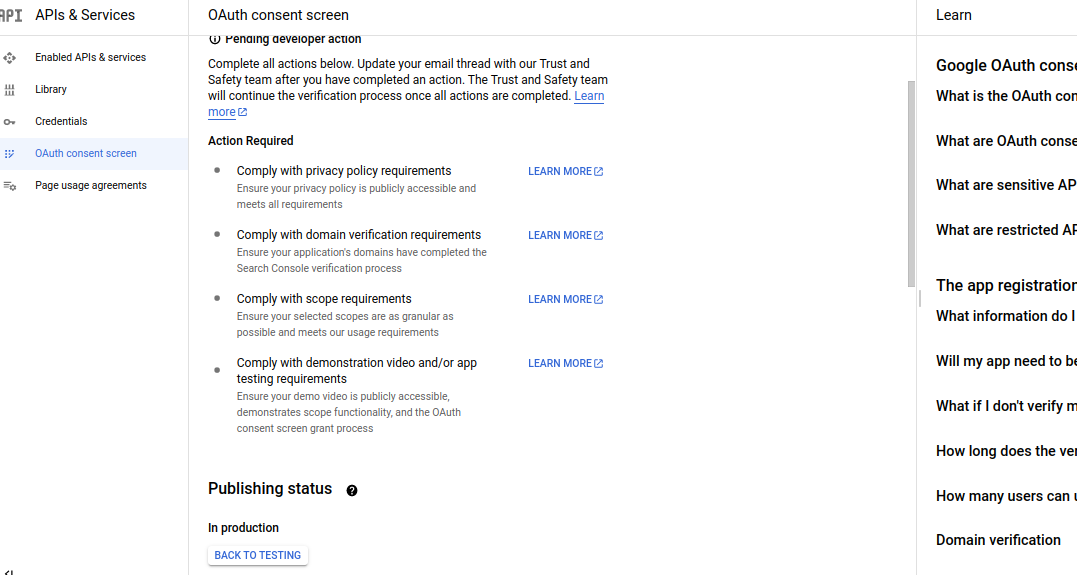 API APIs & Services
Enabled APIs & services
Library
Credentials
OAuth consent screen
Page usage agreements
OAuth consent screen
Pending developer action
Complete all actions below. Update your email thread with our Trust and
Safety team after you have completed an action. The Trust and Safety team
will continue the verification process once all actions are completed. Learn
more
Action Required
Comply with privacy policy requirements
LEARN MORE
Ensure your privacy policy is publicly accessible and
meets all requirements
Comply with domain verification requirements
LEARN MORE
Ensure your application's domains have completed the
Search Console verification process
Comply with scope requirements
LEARN MORE
Ensure your selected scopes are as granular as
possible and meets our usage requirements
Comply with demonstration video and/or app
testing requirements
LEARN MORE
Ensure your demo video is publicly accessible,
demonstrates scope functionality, and the OAuth
consent screen grant process
Publishing status
In production
BACK TO TESTING
Learn
Google OAuth conse
What is the OAuth con
What are OAuth conse
What are sensitive AP
What are restricted AP
The app registration
What information do I
Will my app need to be
What if I don't verify m
How long does the ver
How many users can u
Domain verification